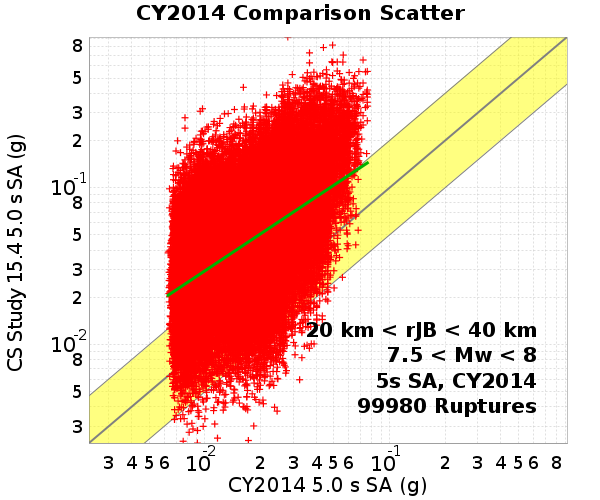 CY2014 Comparison Scatter
CS Study 15.4 5.0 s SA (g)
8
5
3
2
10-1
8
5
3
2
10-2
8
5
3
20 km < rJB < 40 km
7.5 < Mw < 8
5s SA, CY2014
99980 Ruptures
3 4 5 6 10-2 2 3 4 5 6 10-1 2 3 4 5 6 8
CY2014 5.0 s SA (g)